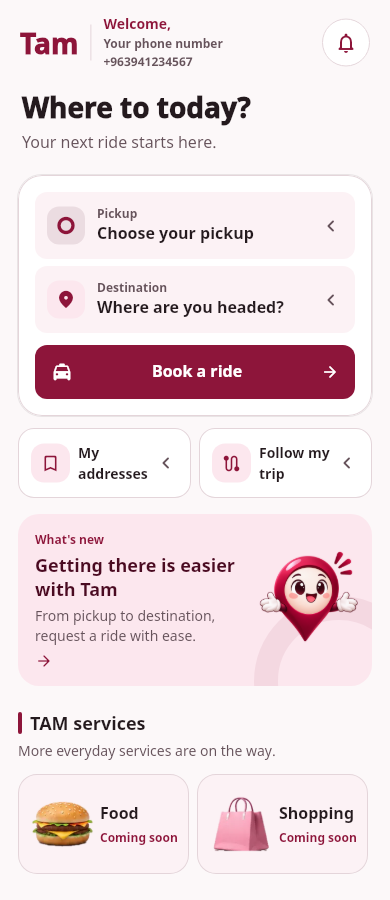 Tam
Welcome,
Your phone number
+963941234567
Where to today?
Your next ride starts here.
Pickup
Choose your pickup
Destination
Where are you headed?
Book a ride
My
addresses
Follow my
trip
What's new
Getting there is easier
with Tam
From pickup to destination,
request a ride with ease.
TAM services
More everyday services are on the way.
Food
Coming soon
Shopping
Coming soon